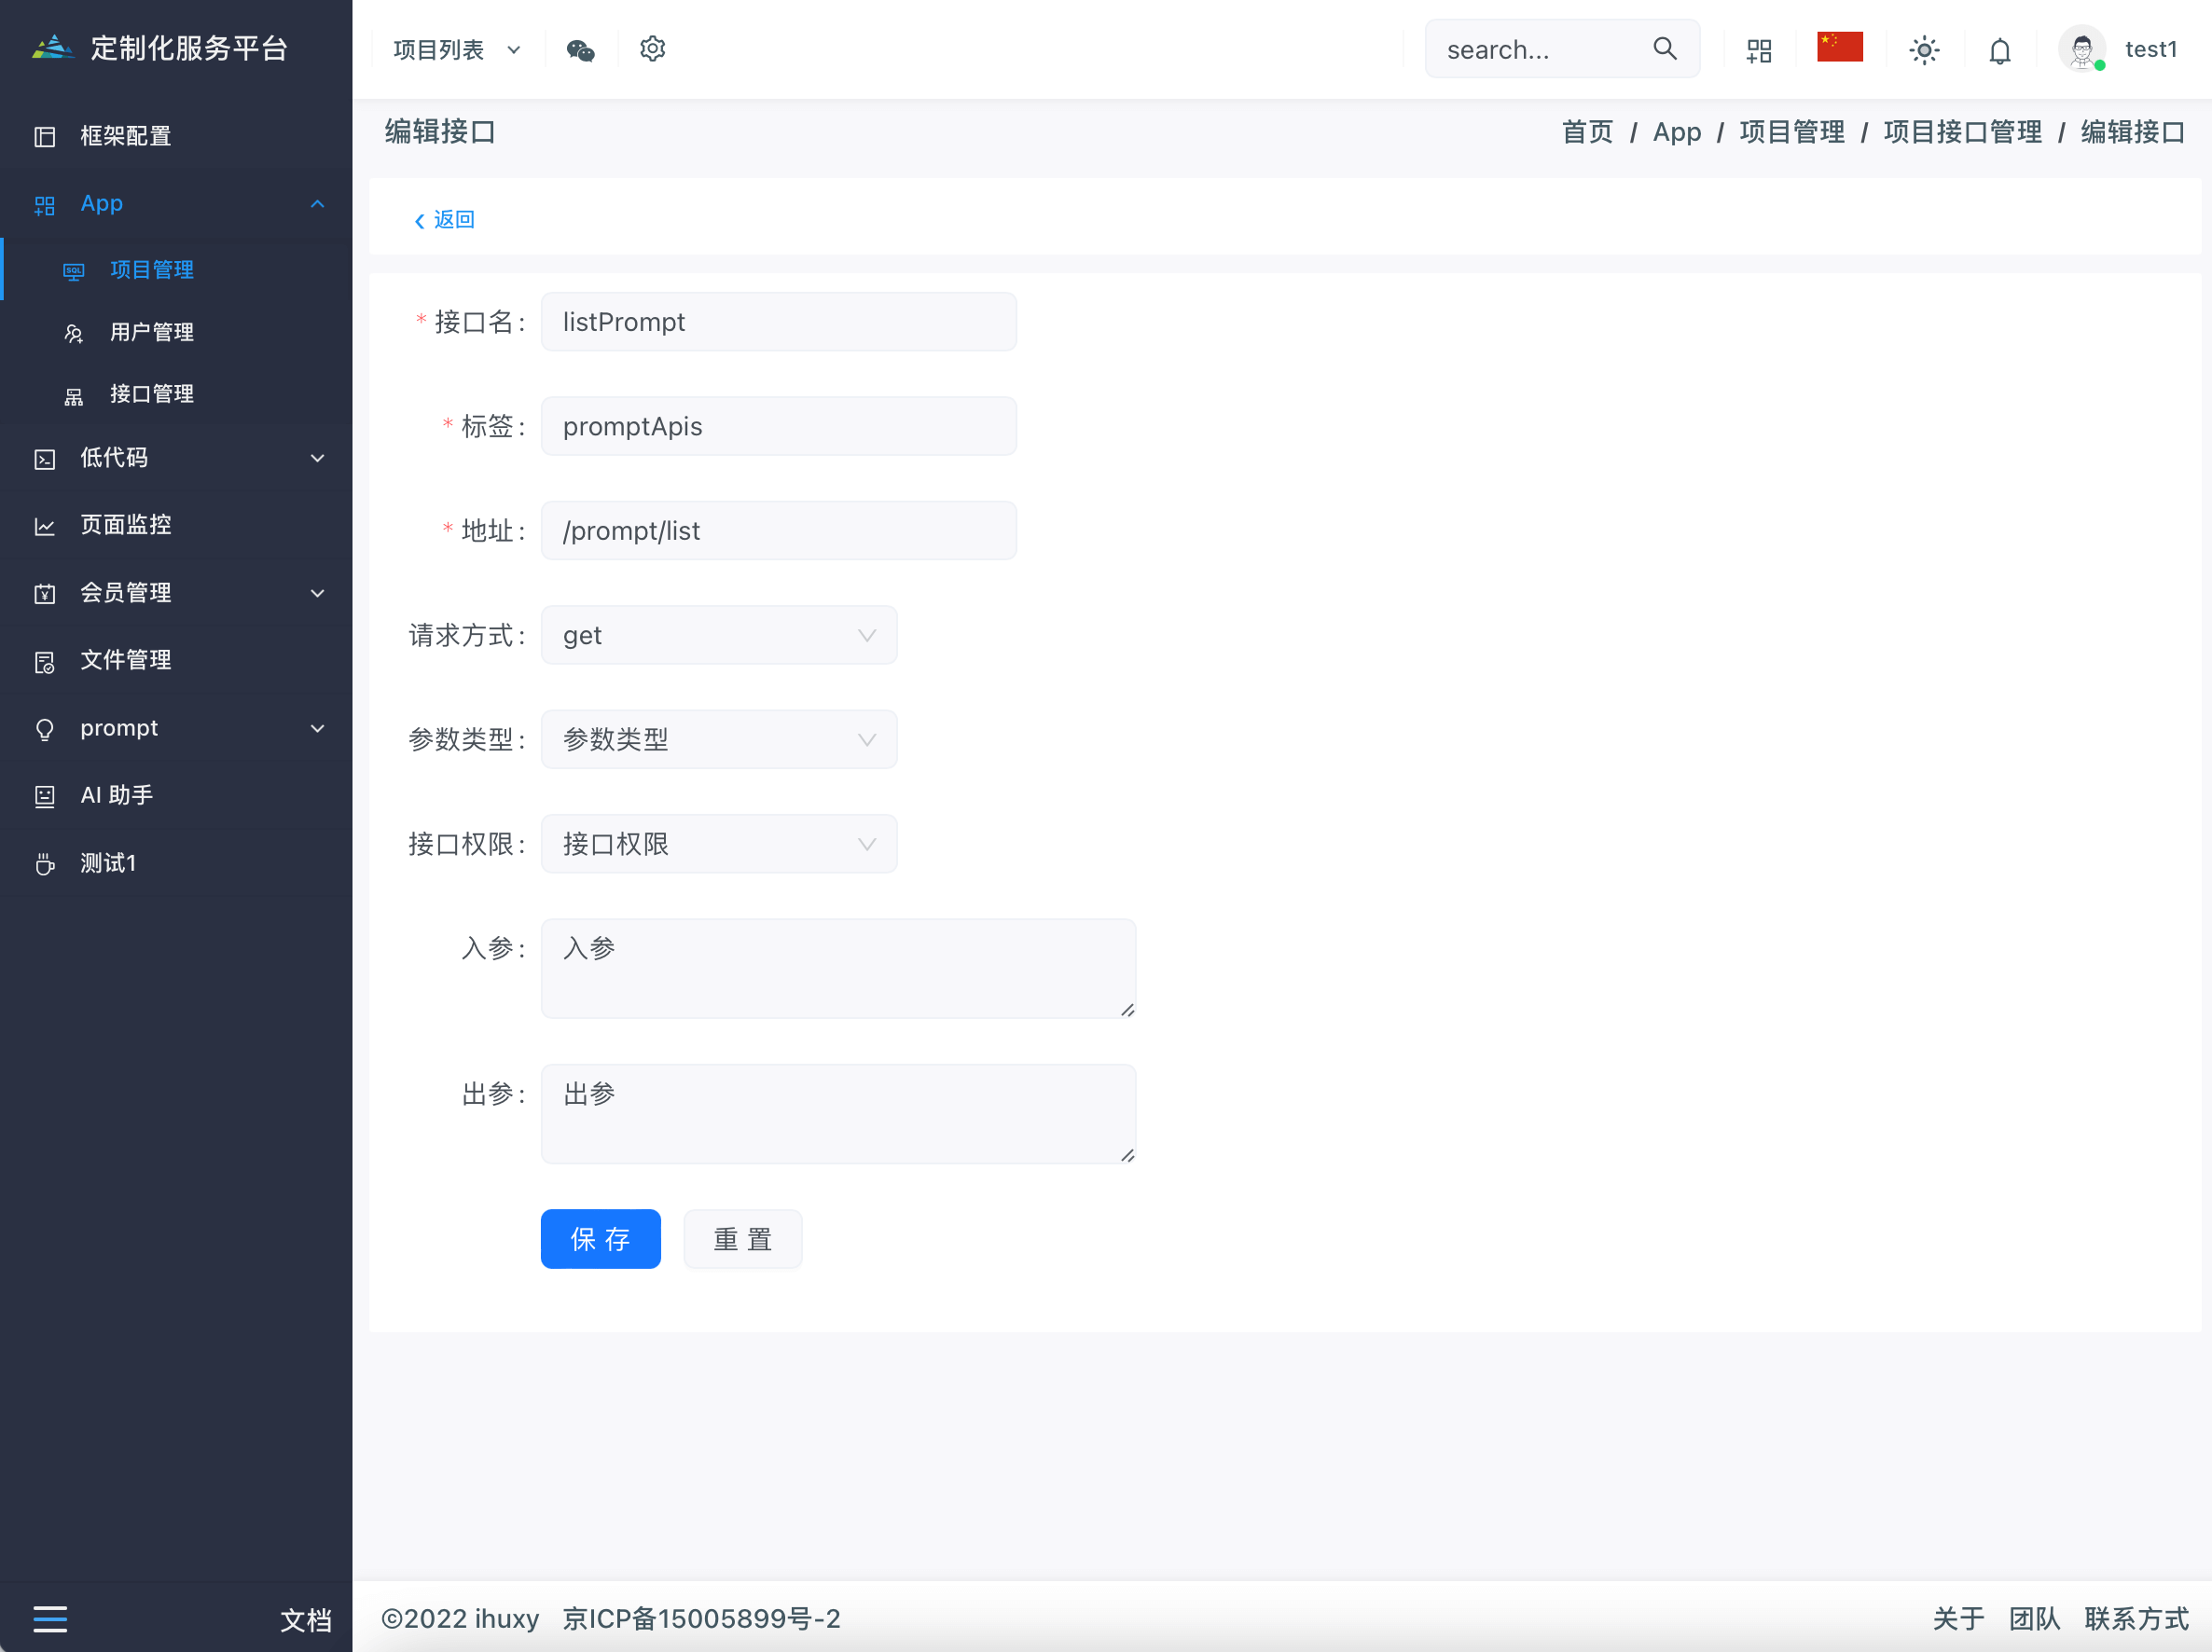 定制化服务平台
项目列表
search...
test1
框架配置
App
项目管理
用户管理
接口管理
低代码
页面监控
会员管理
文件管理
prompt
AI 助手
测试1
文档
编辑接口
首页 / App / 项目管理 / 项目接口管理 / 编辑接口
返回
* 接口名: listPrompt
* 标签: promptApis
* 地址: /prompt/list
请求方式: get
参数类型: 参数类型
接口权限: 接口权限
入参: 入参
出参: 出参
保存 重置
©2022 ihuxy 京ICP备15005899号-2
关于 团队 联系方式